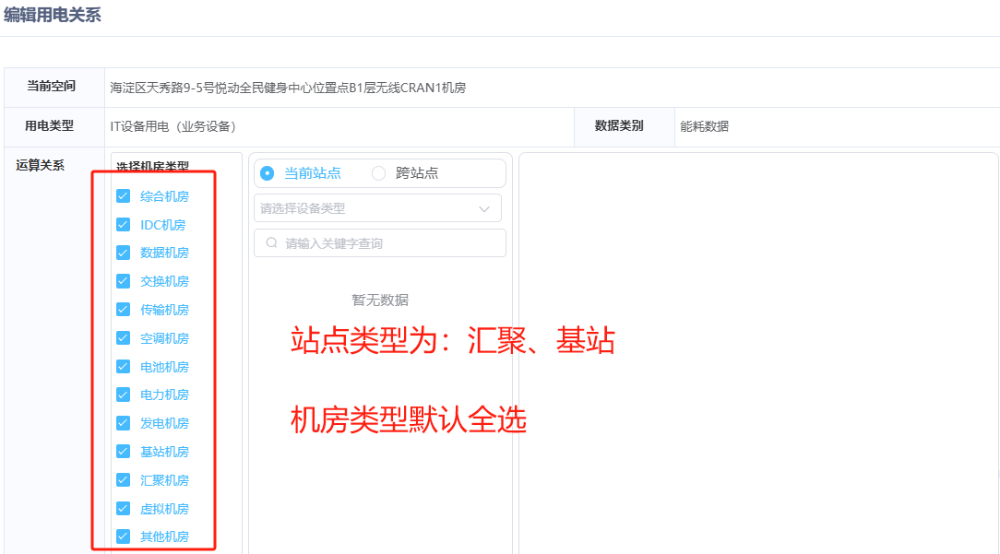 编辑用电关系
当前空间
海淀区天秀路9-5号悦动全民健身中心位置点B1层无线CRAN1机房
用电类型
IT设备用电（业务设备）
数据类别
能耗数据
运算关系
选择机房类型
综合机房
IDC机房
数据机房
交换机房
传输机房
空调机房
电池机房
电力机房
发电机房
基站机房
汇聚机房
虚拟机房
其他机房
当前站点 跨站点
请选择设备类型
请输入关键字查询
暂无数据
站点类型为：汇聚、基站
机房类型默认全选